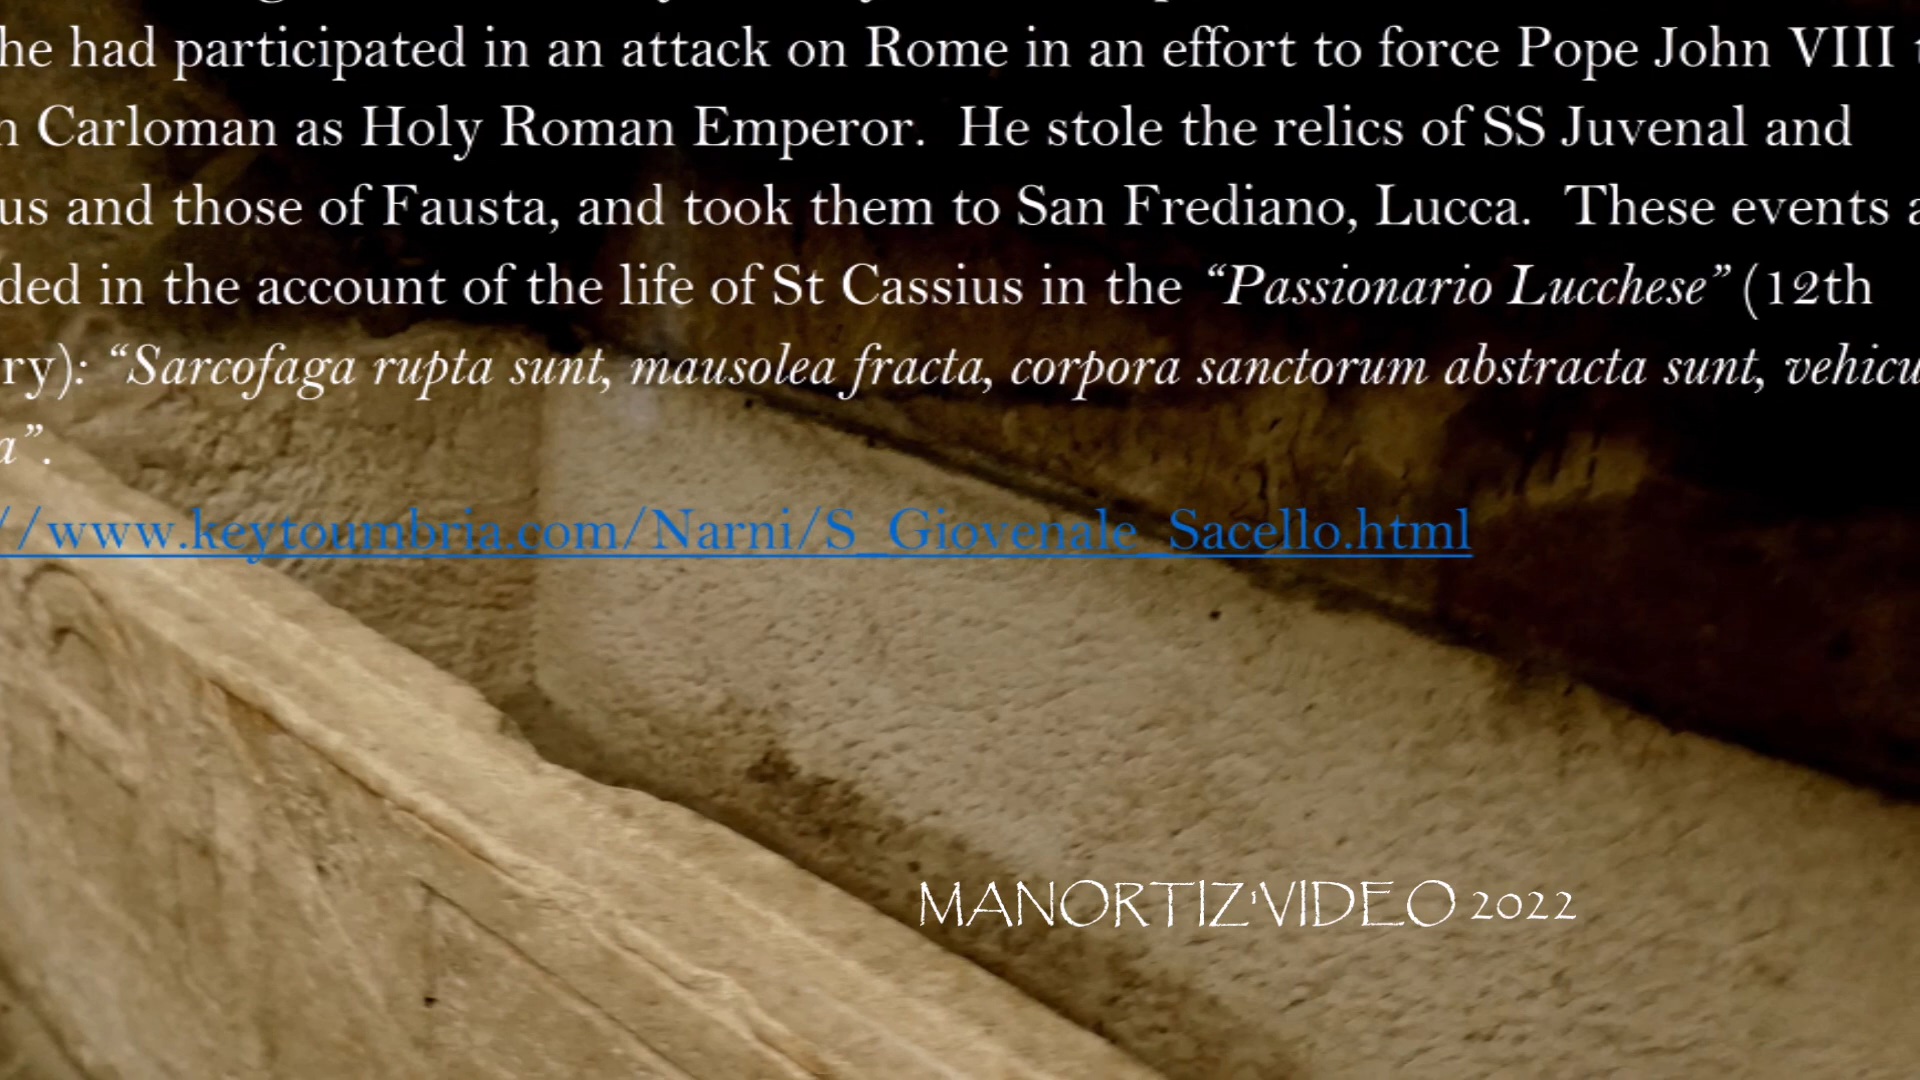 he had participated in an attack on Rome in an effort to force Pope John VIII
Carloman as Holy Roman Emperor.  He stole the relics of SS Juvenal and
us and those of Fausta, and took them to San Frediano, Lucca.  These events a
ded in the account of the life of St Cassius in the “Passionario Lucchese” (12th
ry): “Sarcofaga rupta sunt, mausolea fracta, corpora sanctorum abstracta sunt, vehicu
a”.
//www.keytoumbria.com/Narni/S_Giovenale_Sacello.html
MANORTIZ'VIDEO 2022